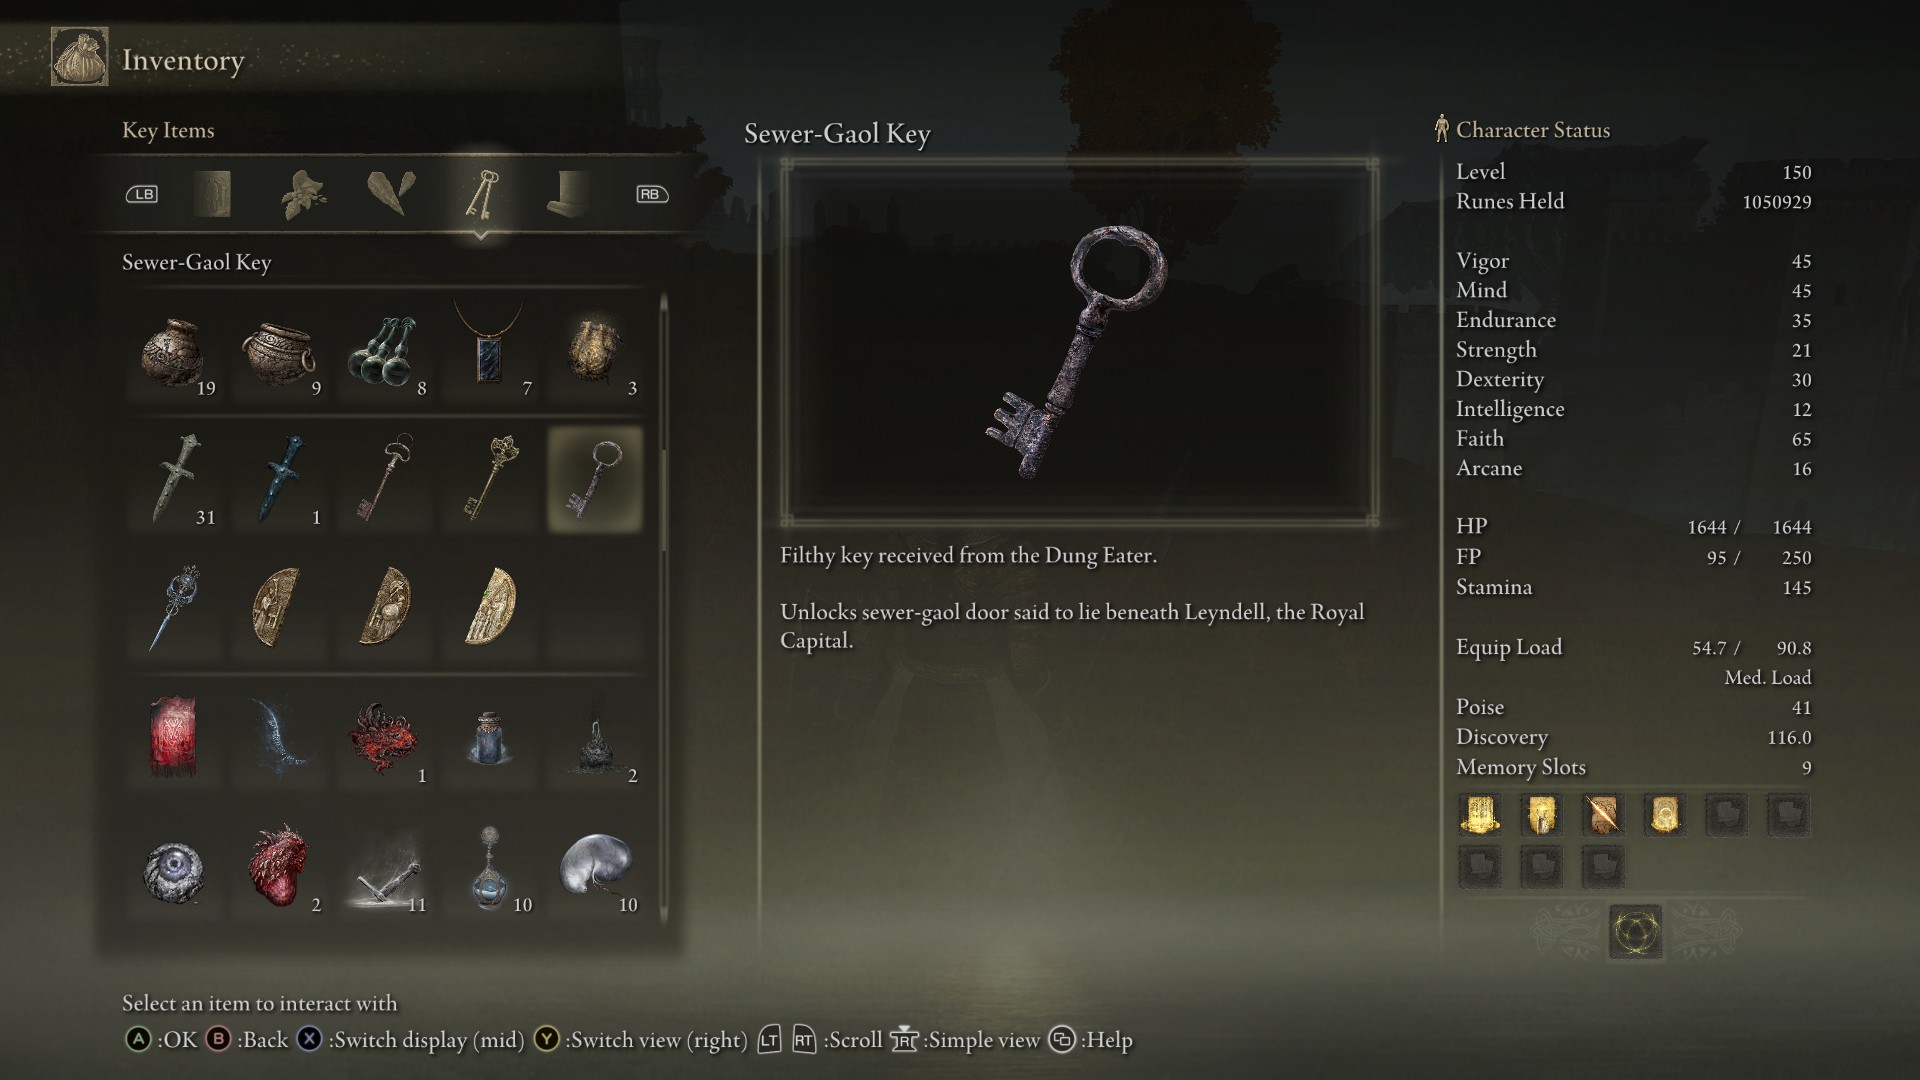 Inventory
Key Items
LB
RB
Sewer-Gaol Key
19
9
8
7
3
31
1
1
2
2
11
10
10
Sewer-Gaol Key
Filthy key received from the Dung Eater.
Unlocks sewer-gaol door said to lie beneath Leyndell, the Royal
Capital.
Character Status
Level 150
Runes Held 1050929
Vigor 45
Mind 45
Endurance 35
Strength 21
Dexterity 30
Intelligence 12
Faith 65
Arcane 16
HP 1644 / 1644
FP 95 / 250
Stamina 145
Equip Load 54.7 / 90.8
Med. Load
Poise 41
Discovery 116.0
Memory Slots 9
Select an item to interact with
A :OK B :Back X :Switch display (mid) Y :Switch view (right) LT RT :Scroll R :Simple view :Help